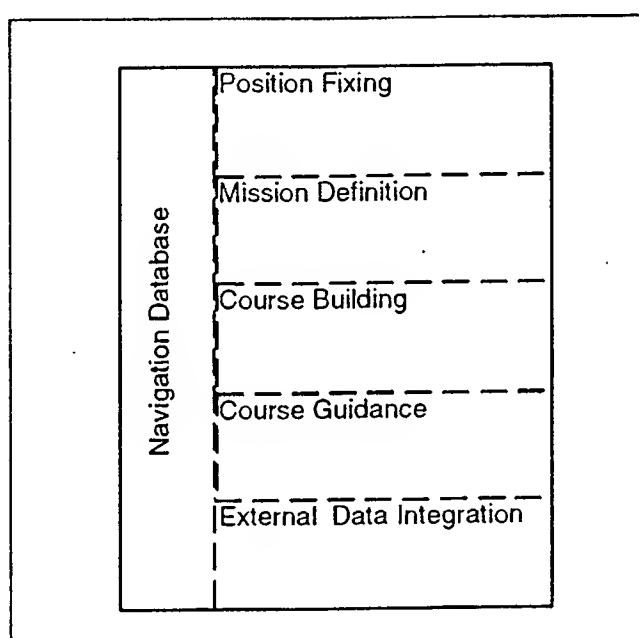 Navigation Database
Position Fixing
Mission Definition
Course Building
Course Guidance
External Data Integration